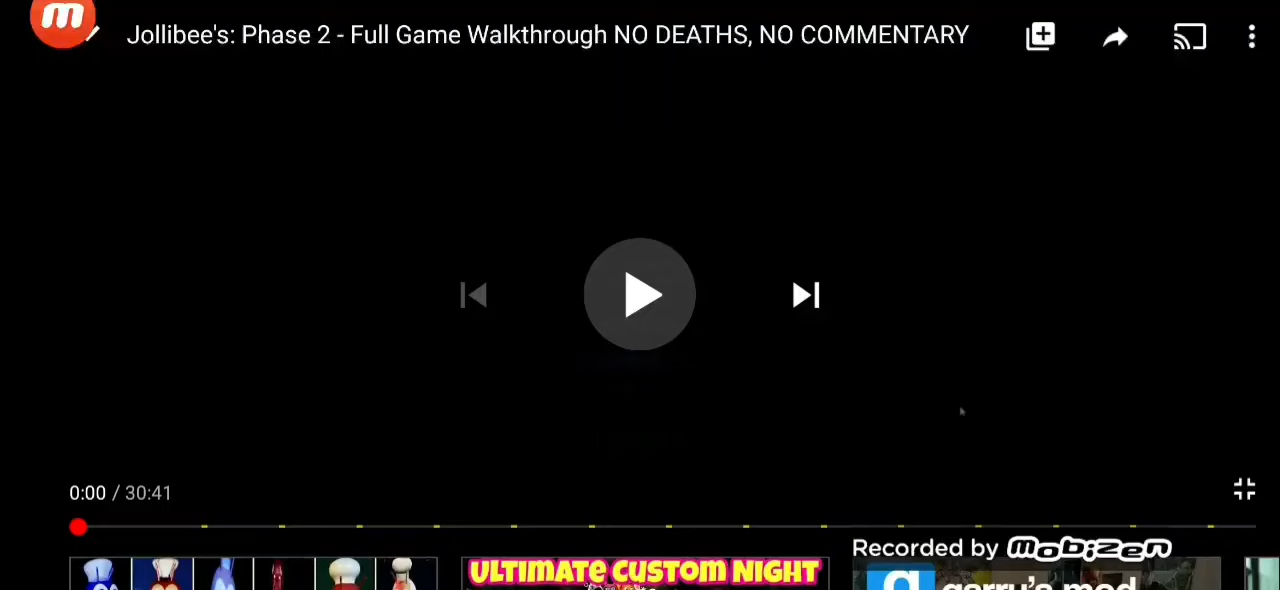 m
Jollibee's: Phase 2 - Full Game Walkthrough NO DEATHS, NO COMMENTARY
0:00 / 30:41
Recorded by mobizen
ULTIMATE CUSTOM NIGHT
g
garry's mod